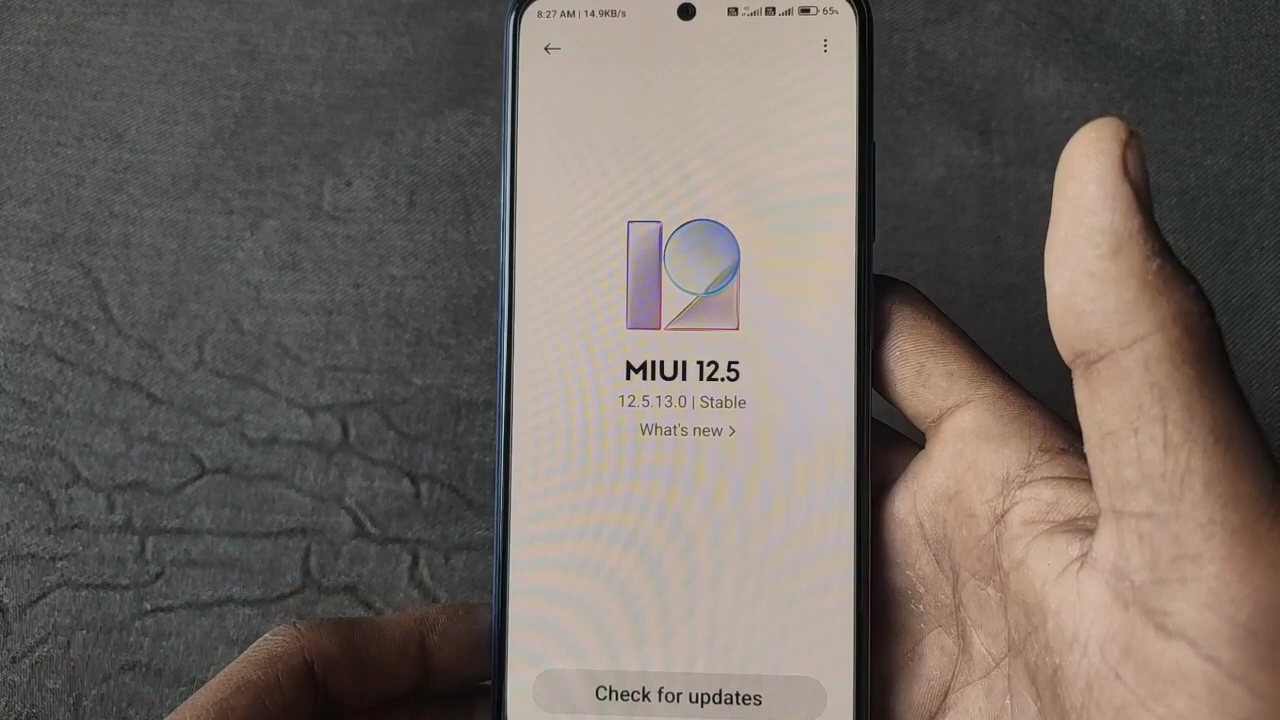 8:27 AM | 14.9KB/s
65%
12
MIUI 12.5
12.5.13.0 | Stable
What's new >
Check for updates